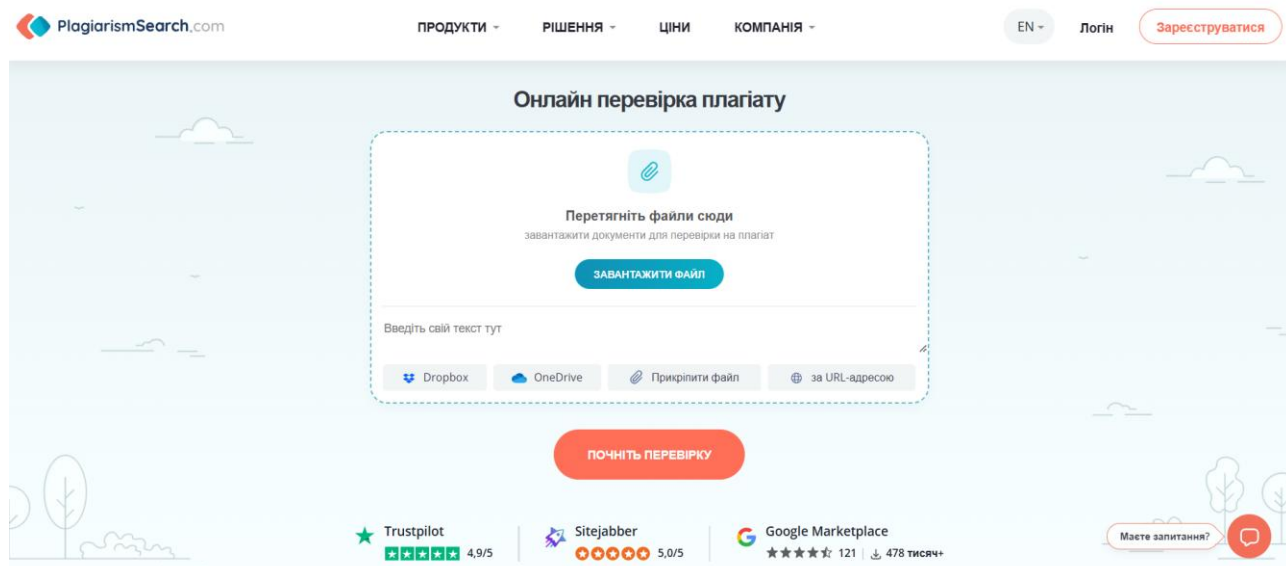 PlagiarismSearch.com
ПРОДУКТИ РІШЕННЯ ЦІНИ КОМПАНІЯ EN Логін Зареєструватися
Онлайн перевірка плагіату
Перетягніть файли сюди
завантажити документи для перевірки на плагіат
ЗАВАНТАЖИТИ ФАЙЛ
Введіть свій текст тут
Dropbox OneDrive Прикріпити файл за URL-адресою
ПОЧНІТЬ ПЕРЕВІРКУ
Trustpilot Sitejabber Google Marketplace
4,9/5 5,0/5 121 478 тисяч+
Маєте запитання?